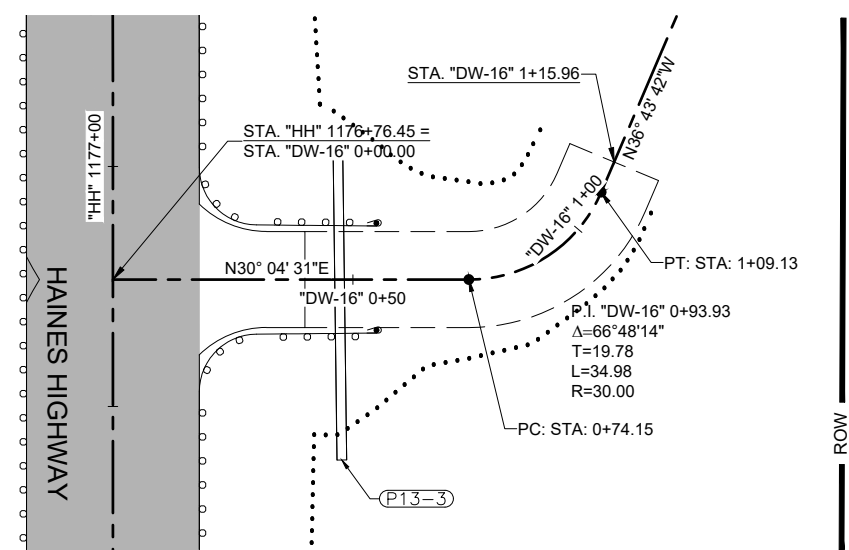 STA. "DW-16" 1+15.96
N36° 43' 42"W
"HH" 1177+00
STA. "HH" 1176+76.45 =
STA. "DW-16" 0+00.00
"DW-16" 1+00
N30° 04' 31"E
PT: STA: 1+09.13
"DW-16" 0+50
HAINES HIGHWAY
P.I. "DW-16" 0+93.93
Δ=66°48'14"
T=19.78
L=34.98
R=30.00
PC: STA: 0+74.15
ROW
P13-3